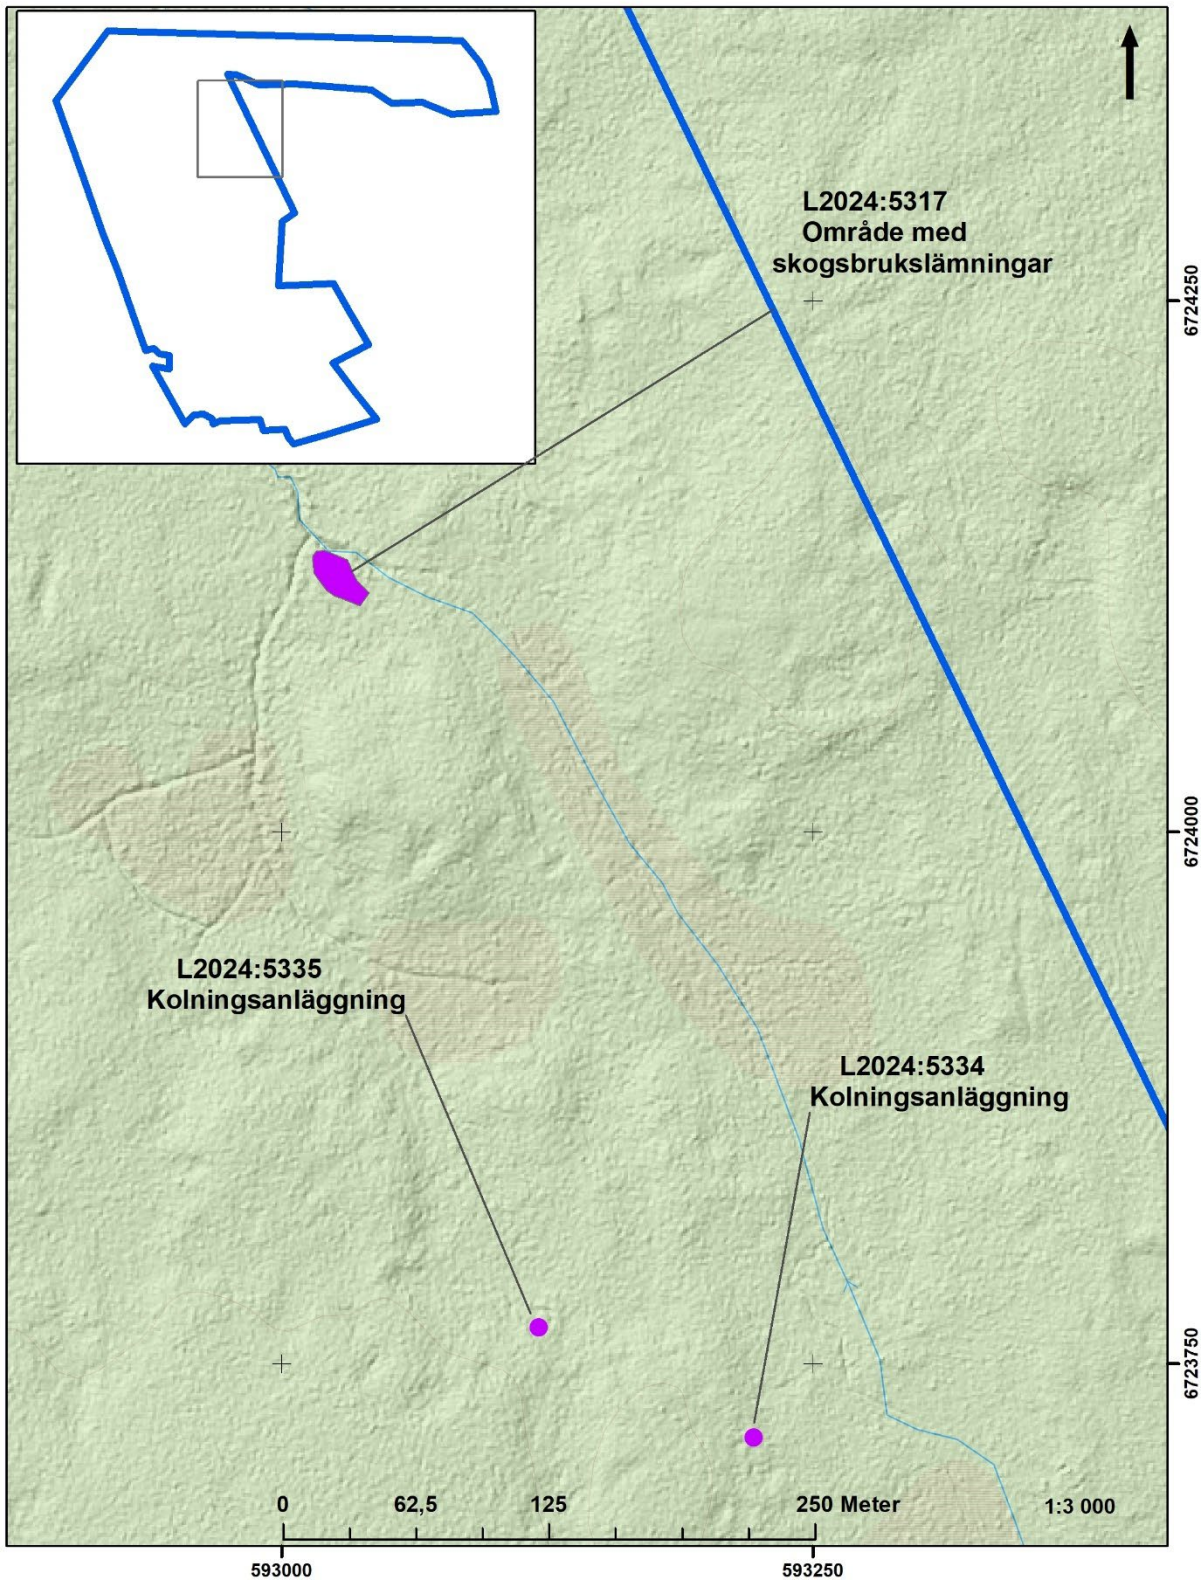 L2024:5317
Område med
skogsbrukslämningar
6724250
6724000
L2024:5335
Kolningsanläggning
L2024:5334
Kolningsanläggning
6723750
0 62,5 125 250 Meter 1:3 000
593000 593250